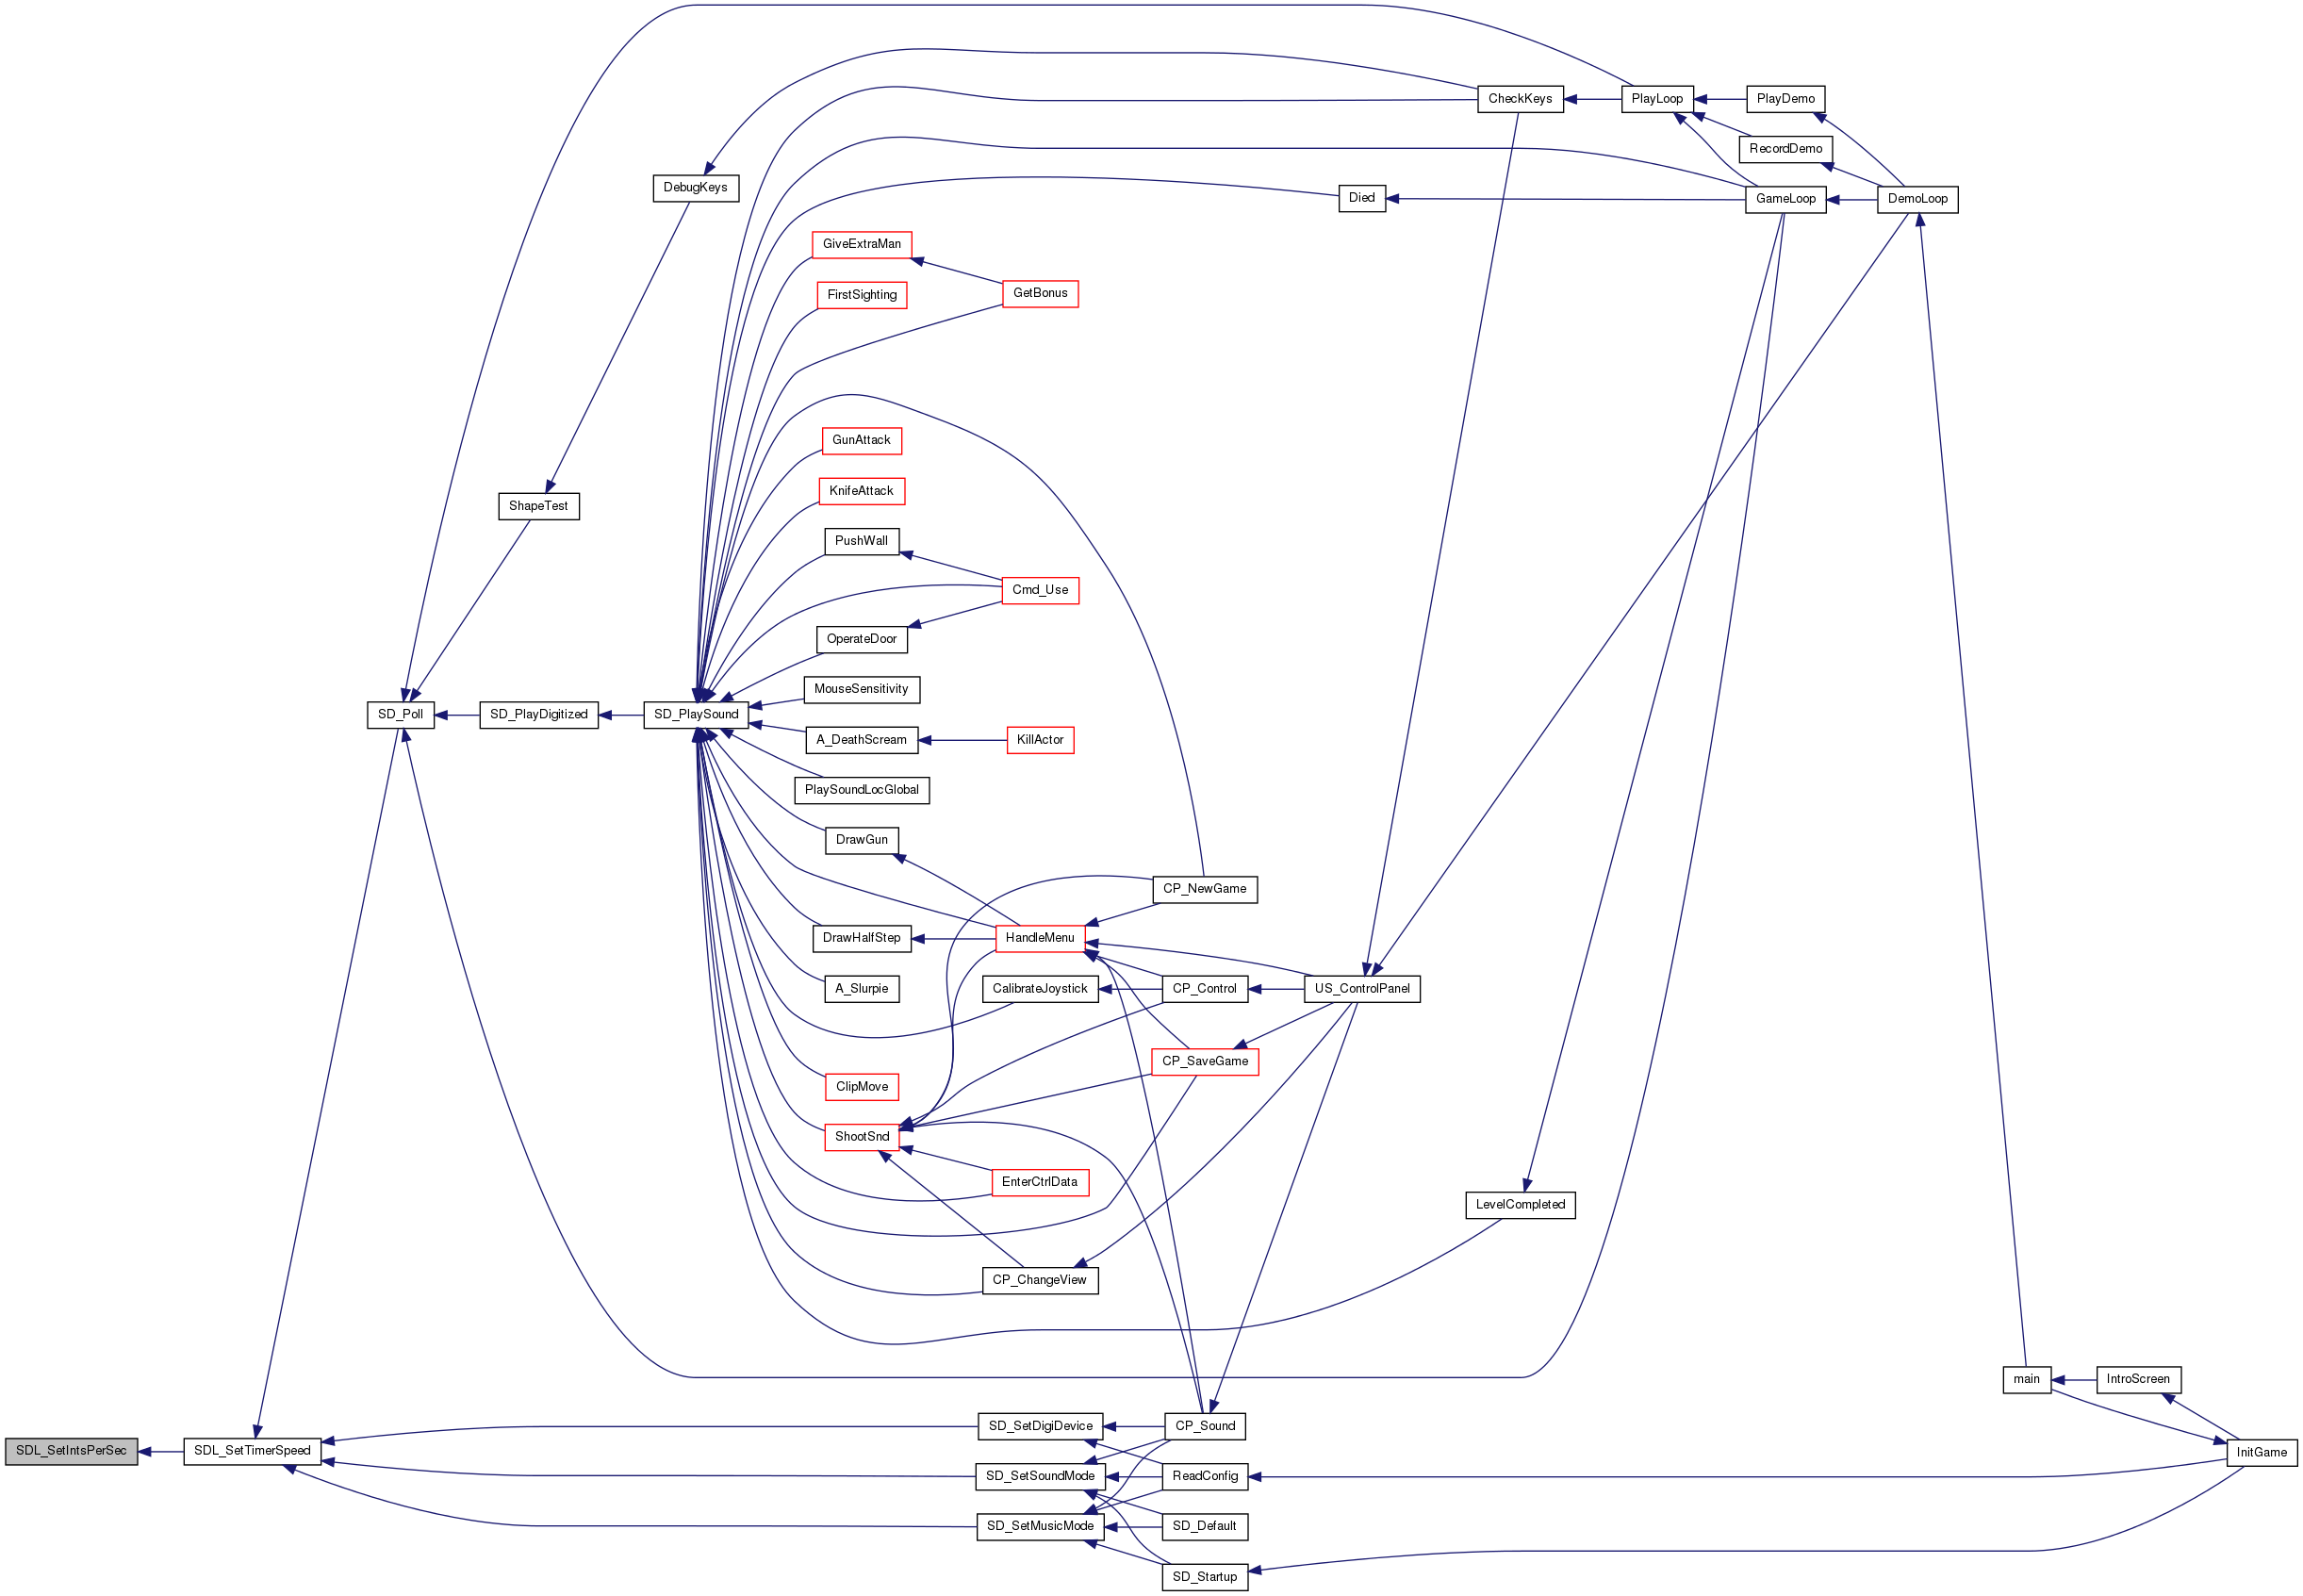 CheckKeys
PlayLoop
PlayDemo
RecordDemo
DebugKeys
Died
GameLoop
DemoLoop
GiveExtraMan
FirstSighting
GetBonus
GunAttack
KnifeAttack
ShapeTest
PushWall
Cmd_Use
OperateDoor
MouseSensitivity
SD_Poll
SD_PlayDigitized
SD_PlaySound
A_DeathScream
KillActor
PlaySoundLocGlobal
DrawGun
CP_NewGame
DrawHalfStep
HandleMenu
A_Slurpie
CalibrateJoystick
CP_Control
US_ControlPanel
CP_SaveGame
ClipMove
ShootSnd
EnterCtrlData
LevelCompleted
CP_ChangeView
main
IntroScreen
SD_SetDigiDevice
CP_Sound
SDL_SetIntsPerSec
SDL_SetTimerSpeed
InitGame
SD_SetSoundMode
ReadConfig
SD_SetMusicMode
SD_Default
SD_Startup